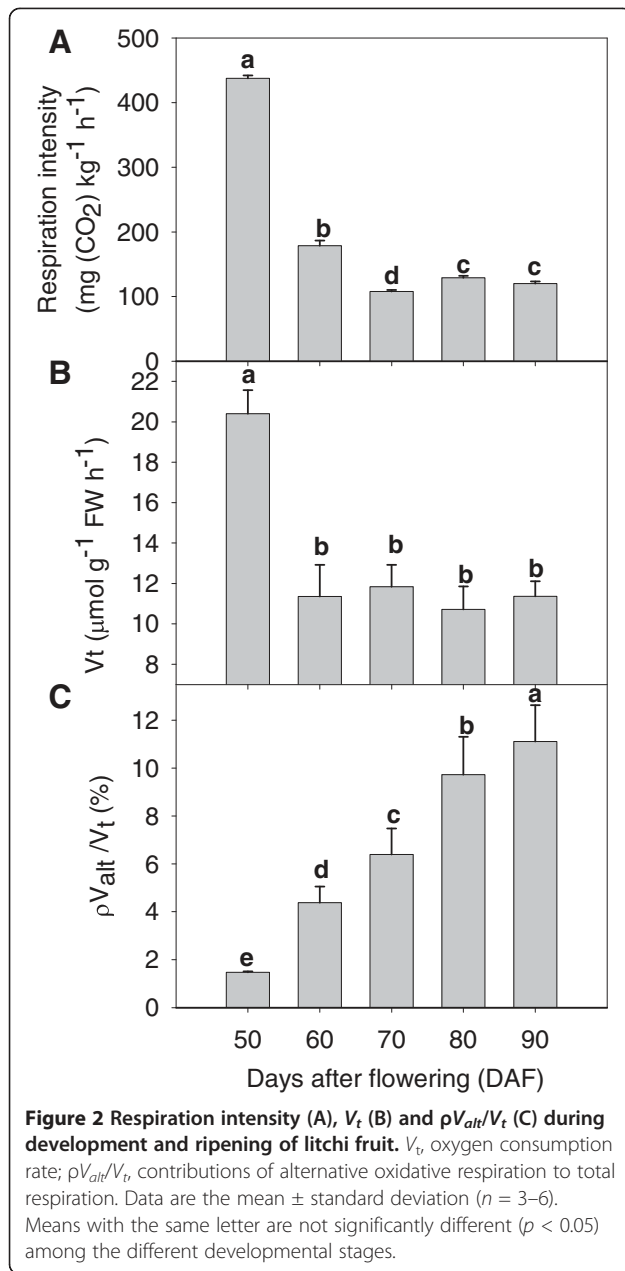 A
Respiration intensity
(mg (CO2) kg-1 h-1)
500
400
300
200
100
0
a
b
d
c
c
B
Vt (μmol g-1 FW h-1)
22
20
18
16
14
12
10
8
a
b
b
b
b
C
ρValt /Vt (%)
12
10
8
6
4
2
0
e
d
c
b
a
50 60 70 80 90
Days after flowering (DAF)
Figure 2 Respiration intensity (A), Vt (B) and ρValt/Vt (C) during
development and ripening of litchi fruit. Vt, oxygen consumption
rate; ρValt/Vt, contributions of alternative oxidative respiration to total
respiration. Data are the mean ± standard deviation (n = 3–6).
Means with the same letter are not significantly different (p < 0.05)
among the different developmental stages.